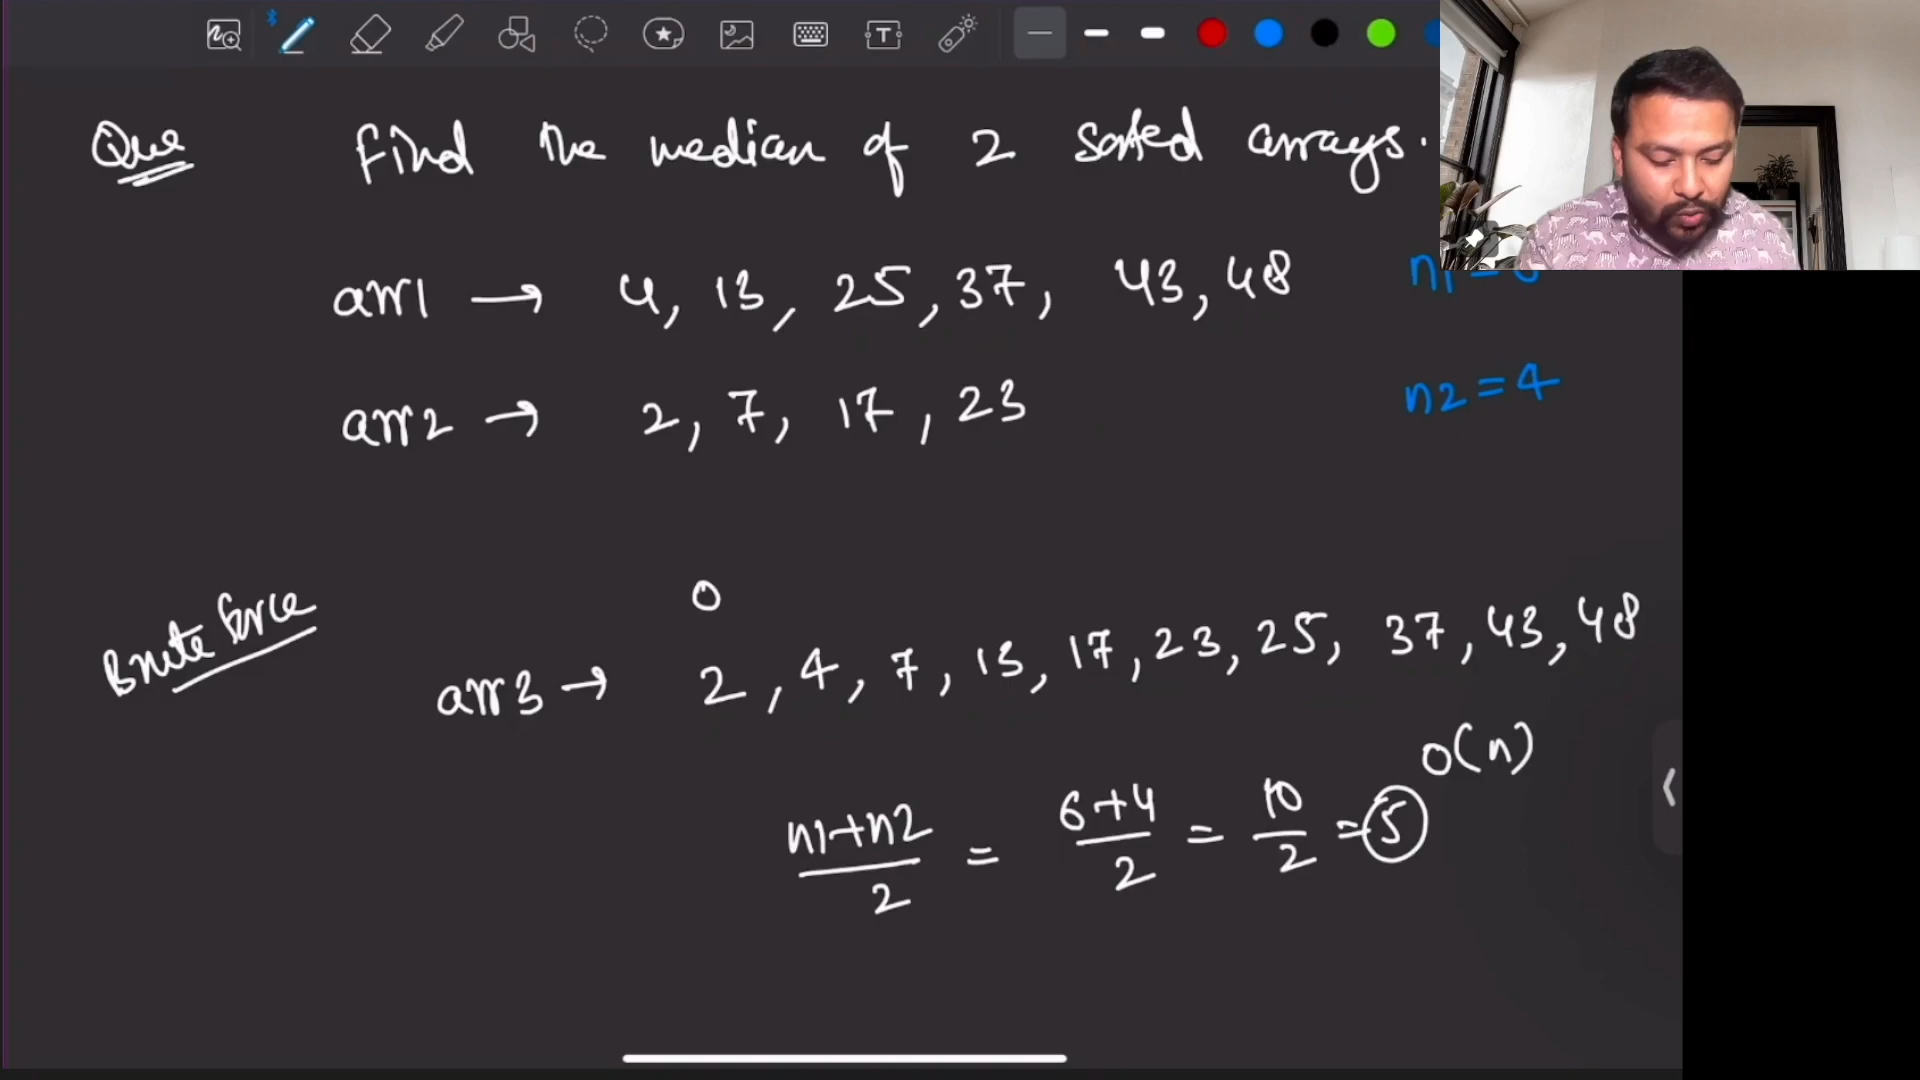 Que Find the median of 2 sorted arrays.
arr1 → 4, 13, 25, 37, 43, 48 n1 = 6
arr2 → 2, 7, 17, 23 n2 = 4
Brute force
0
arr3 → 2, 4, 7, 13, 17, 23, 25, 37, 43, 48
O(n)
n1+n2/2 = 6+4/2 = 10/2 = 5